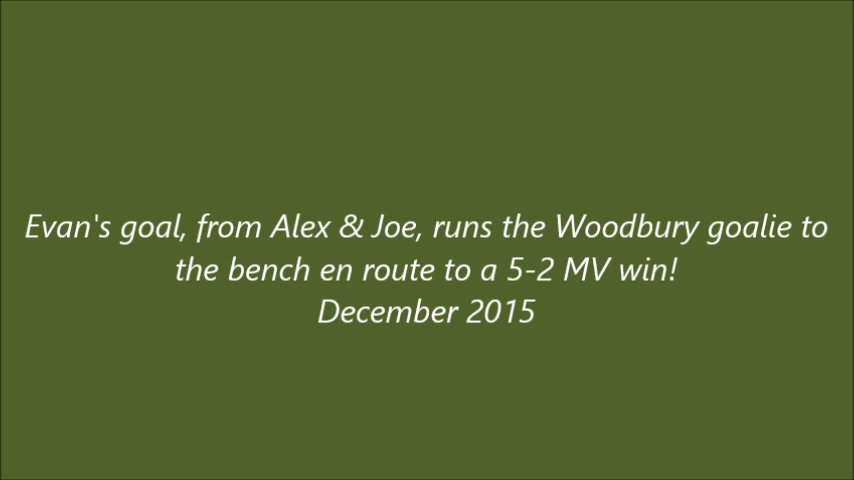 Evan's goal, from Alex & Joe, runs the Woodbury goalie to
the bench en route to a 5-2 MV win!
December 2015